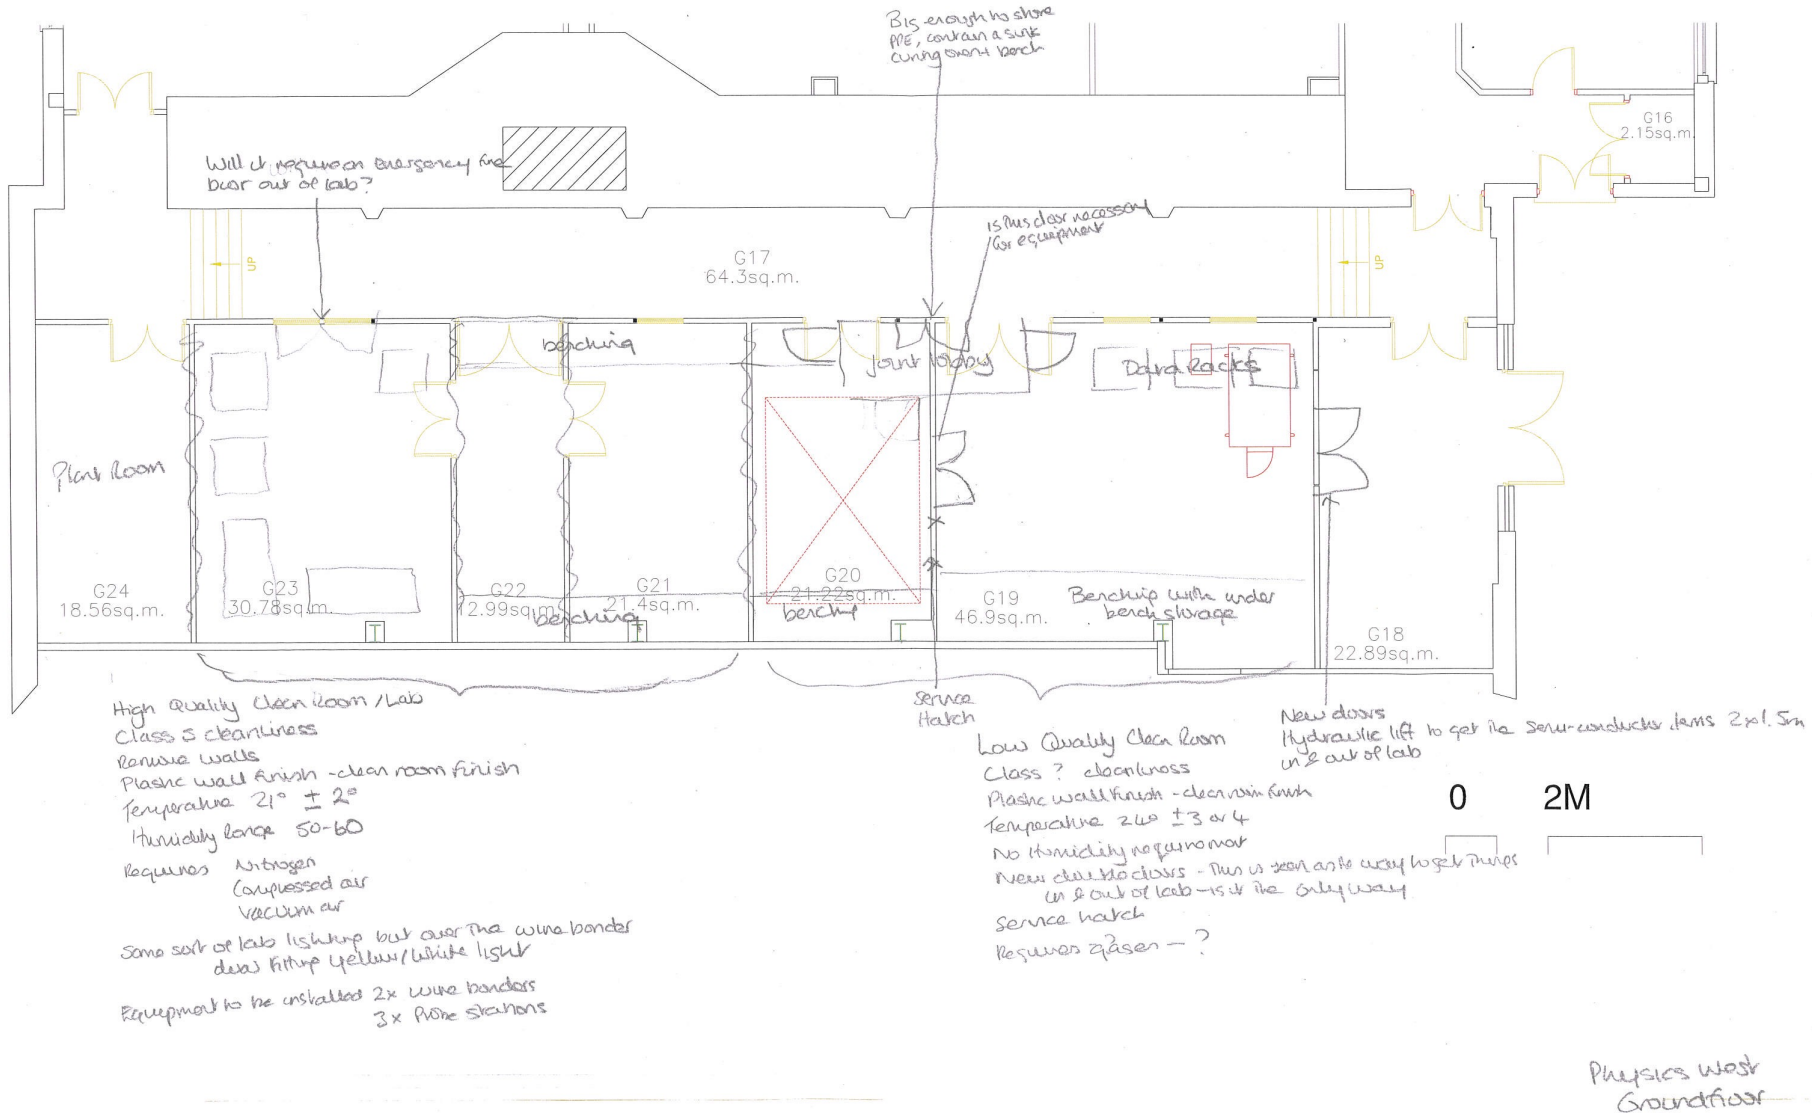 Big enough to store
PPE, contain a sink
curing oven + bench
G16
2.15sq.m.
Will it require an emergency fire
door out of lab?
is this door necessary
for equipment
UP
G17
64.3sq.m.
UP
benching
Joint lobby
Data Racks
Plant Room
G24
18.56sq.m.
G23
30.78sq.m.
G22
12.99sq.m.
benching
G21
21.4sq.m.
G20
21.22sq.m.
benching
G19
46.9sq.m.
Benching with under
bench storage
G18
22.89sq.m.
High Quality Clean Room / Lab
Class 5 cleanliness
Remove walls
Plastic wall finish - clean room finish
Temperature 21° ± 2°
Humidity Range 50-60
Requires Nitrogen
Compressed air
Vacuum air
Some sort of lab lighting but over the wire bonder
dual fitting yellow/white light
Equipment to be installed 2x wire bonders
3x Probe stations
Service
Hatch
Low Quality Clean Room
Class ? cleanliness
Plastic wall finish - clean room finish
Temperature 24° ± 3 or 4
No Humidity requirement
New double doors - This is seen as the way to get things
in & out of lab - is it the only way
Service hatch
Requires gases - ?
New doors
Hydraulic lift to get the semi-conductor items 2x1.5m
in & out of lab
0 2M
Physics West
Ground floor